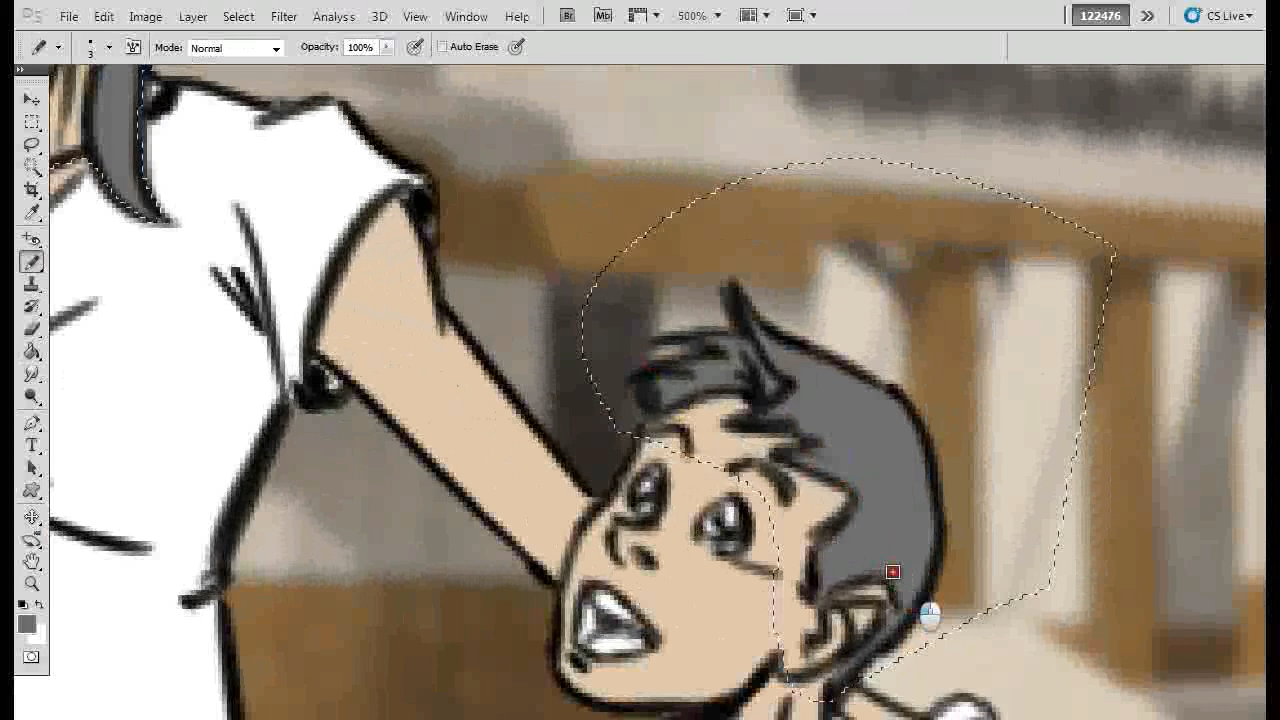 Ps File Edit Image Layer Select Filter Analysis 3D View Window Help Br Mb 500% 122476 CS Live
3 Mode: Normal Opacity: 100% Auto Erase
T